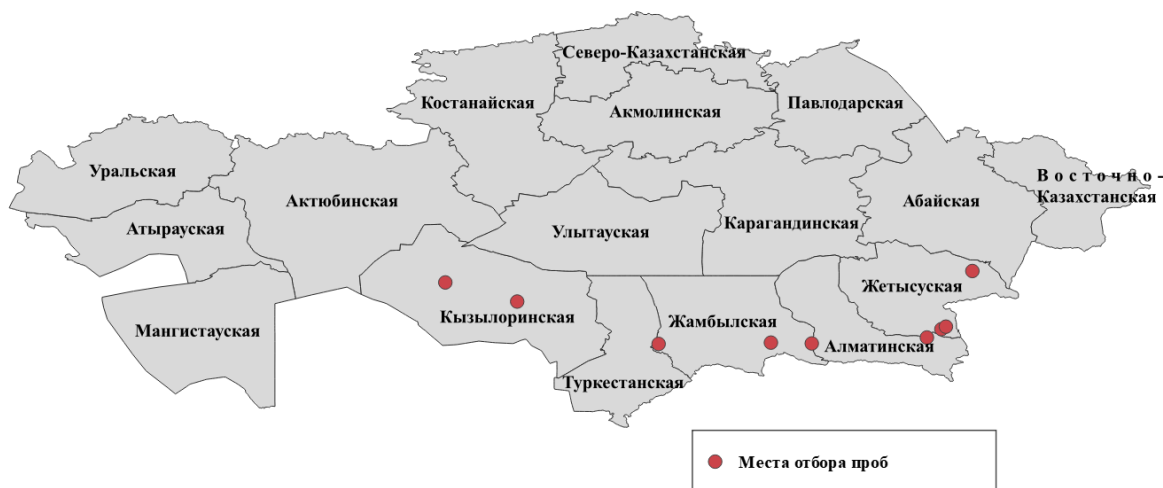 Северо-Казахстанская
Костанайская
Павлодарская
Акмолинская
Уральская
Восточно-
Казахстанская
Актюбинская
Абайская
Атырауская
Улытауская
Карагандинская
Жетысуская
Мангистауская
Кызылоринская
Жамбылская
Алматинская
Туркестанская
Места отбора проб